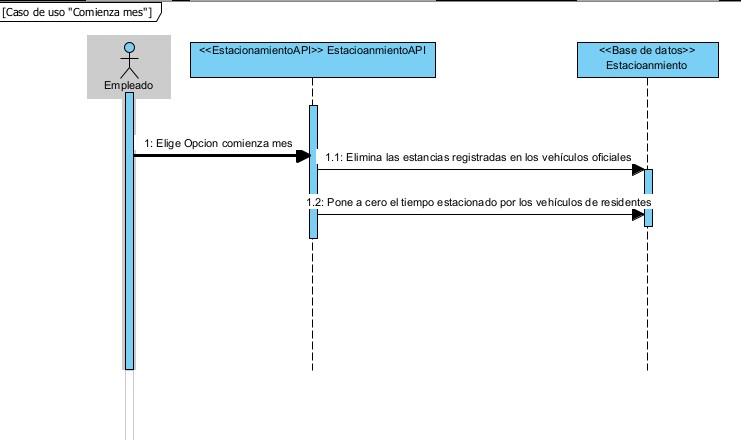 [Caso de uso "Comienza mes"]
<<EstacionamientoAPI>> EstacioanmientoAPI
<<Base de datos>>
Estacioanmiento
Empleado
1: Elige Opcion comienza mes
1.1: Elimina las estancias registradas en los vehículos oficiales
1.2: Pone a cero el tiempo estacionado por los vehículos de residentes